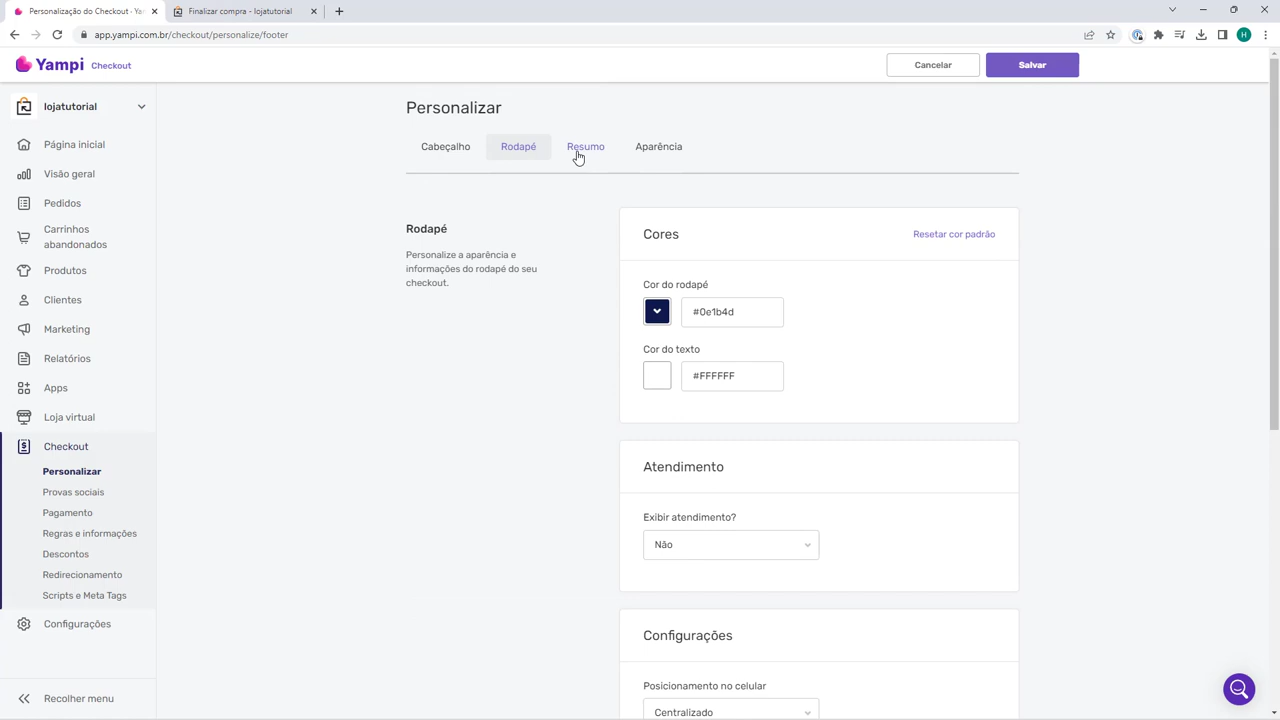 Personalização do Checkout · Ya
Finalizar compra - lojatutorial
app.yampi.com.br/checkout/personalize/footer
H
Yampi Checkout
Cancelar
Salvar
lojatutorial
Página inicial
Visão geral
Pedidos
Carrinhos
abandonados
Produtos
Clientes
Marketing
Relatórios
Apps
Loja virtual
Checkout
Personalizar
Provas sociais
Pagamento
Regras e informações
Descontos
Redirecionamento
Scripts e Meta Tags
Configurações
Recolher menu
Personalizar
Cabeçalho
Rodapé
Resumo
Aparência
Rodapé
Personalize a aparência e
informações do rodapé do seu
checkout.
Cores
Resetar cor padrão
Cor do rodapé
#0e1b4d
Cor do texto
#FFFFFF
Atendimento
Exibir atendimento?
Não
Configurações
Posicionamento no celular
Centralizado